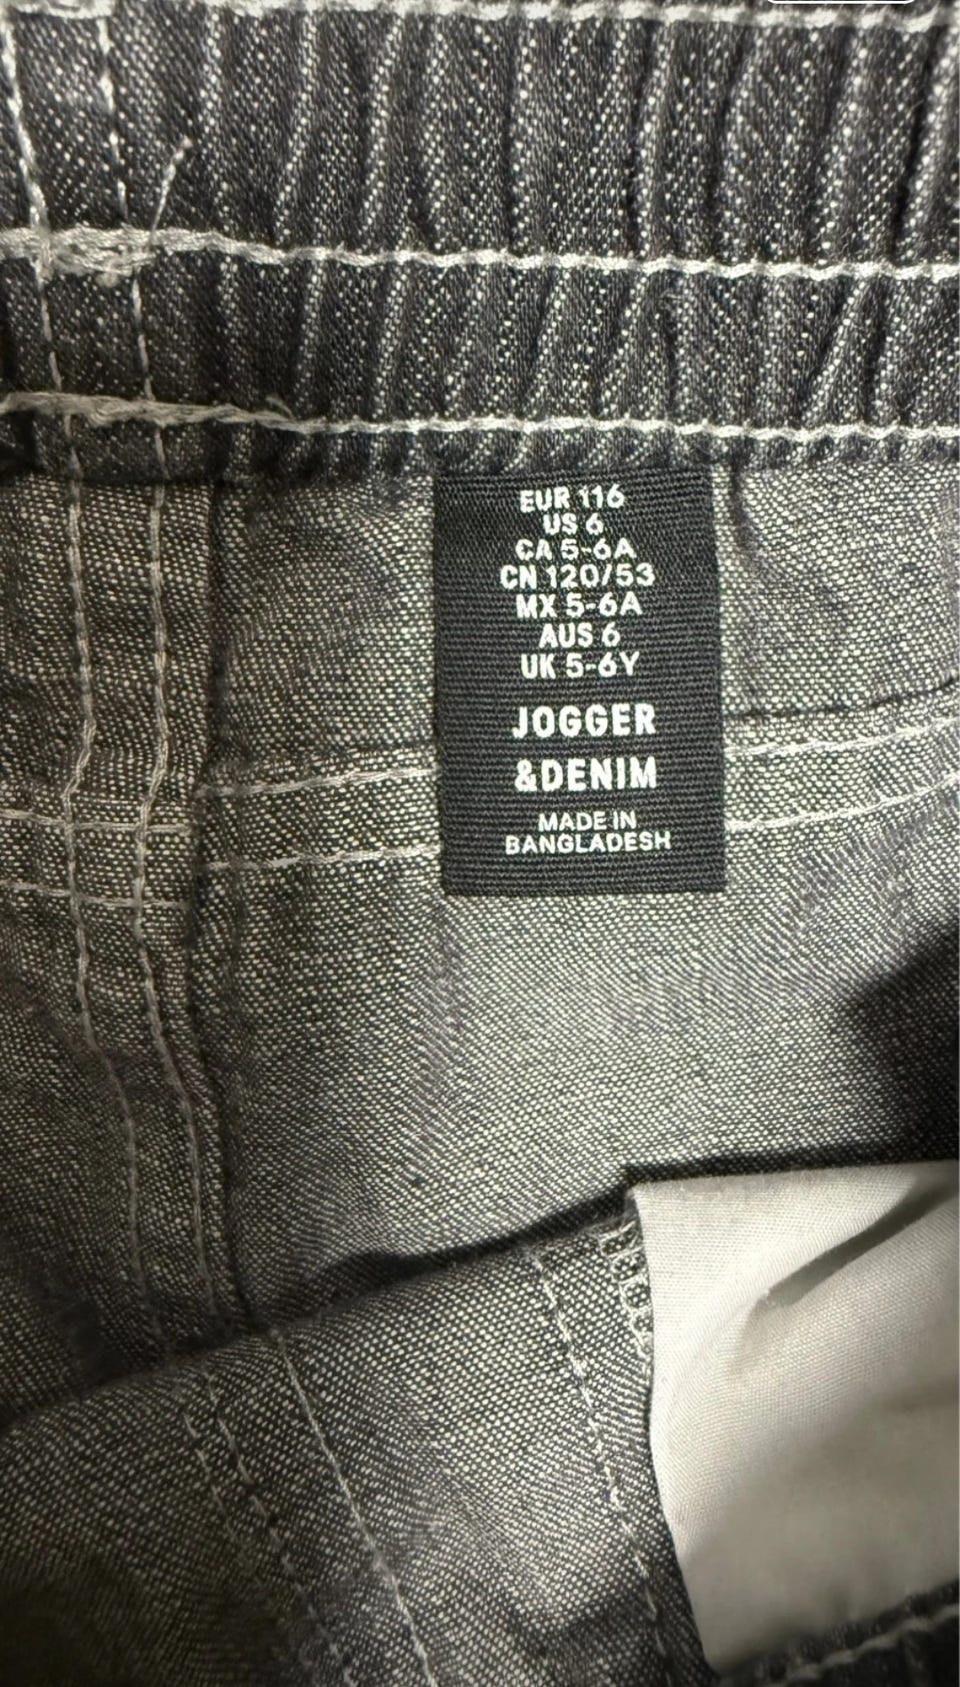 EUR 116
US 6
CA 5-6A
CN 120/53
MX 5-6A
AUS 6
UK 5-6Y
JOGGER
&DENIM
MADE IN
BANGLADESH